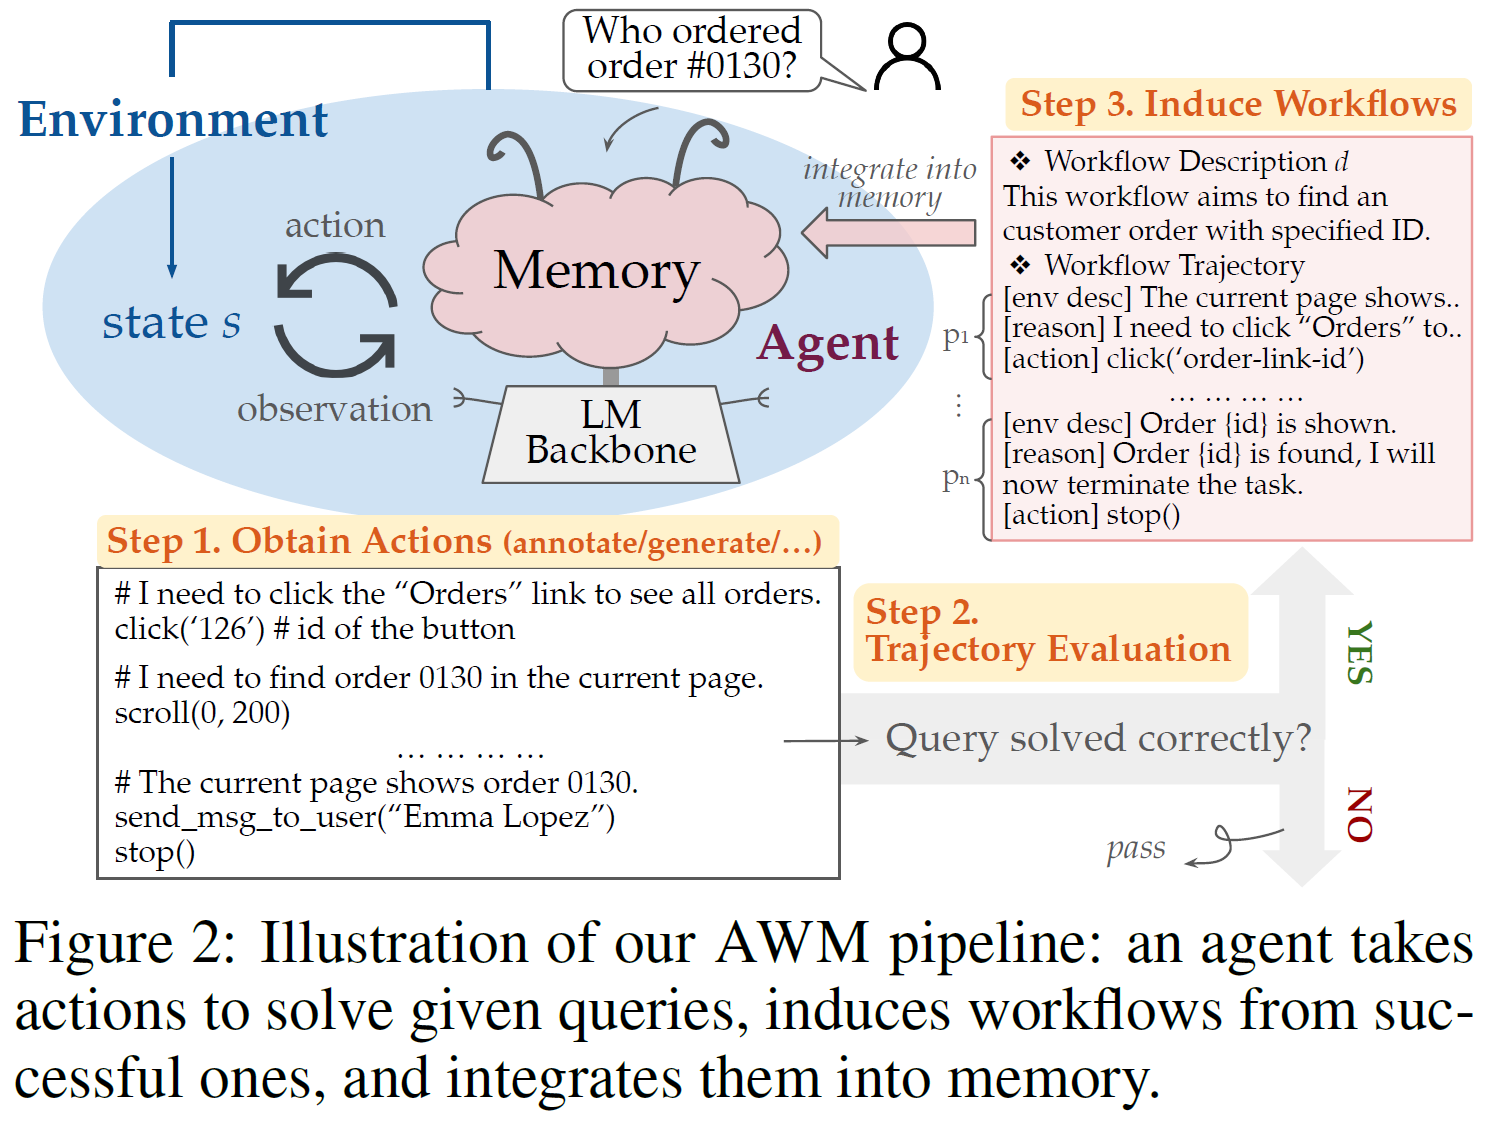 Who ordered
order #0130?
Environment
action
state s
observation
Memory
Agent
LM
Backbone
integrate into
memory
Step 3. Induce Workflows
❖ Workflow Description d
This workflow aims to find an
customer order with specified ID.
❖ Workflow Trajectory
p1
[env desc] The current page shows..
[reason] I need to click “Orders” to..
[action] click(‘order-link-id’)
⋮
… … … …
pn
[env desc] Order {id} is shown.
[reason] Order {id} is found, I will
now terminate the task.
[action] stop()
Step 1. Obtain Actions (annotate/generate/…)
# I need to click the “Orders” link to see all orders.
click(‘126’) # id of the button
# I need to find order 0130 in the current page.
scroll(0, 200)
… … … …
# The current page shows order 0130.
send_msg_to_user(“Emma Lopez”)
stop()
Step 2.
Trajectory Evaluation
Query solved correctly?
YES
NO
pass
Figure 2: Illustration of our AWM pipeline: an agent takes
actions to solve given queries, induces workflows from suc-
cessful ones, and integrates them into memory.